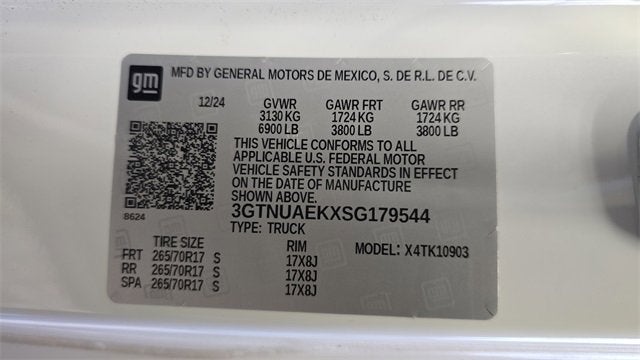 gm MFD BY GENERAL MOTORS DE MEXICO, S. DE R.L. DE C.V.
12/24 GVWR GAWR FRT GAWR RR
3130 KG 1724 KG 1724 KG
6900 LB 3800 LB 3800 LB
THIS VEHICLE CONFORMS TO ALL
APPLICABLE U.S. FEDERAL MOTOR
VEHICLE SAFETY STANDARDS IN EFFECT
ON THE DATE OF MANUFACTURE
SHOWN ABOVE.
8624 3GTNUAEKXSG179544
TYPE: TRUCK
TIRE SIZE RIM MODEL: X4TK10903
FRT 265/70R17 S 17X8J
RR 265/70R17 S 17X8J
SPA 265/70R17 S 17X8J